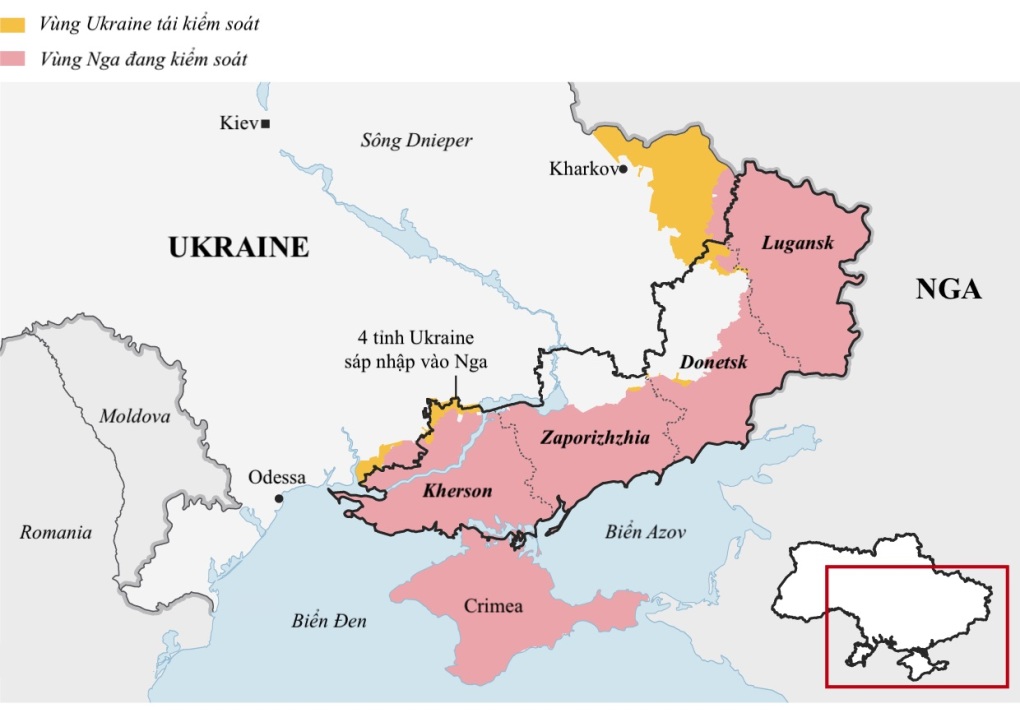 Vùng Ukraine tái kiểm soát
Vùng Nga đang kiểm soát
Kiev
Sông Dnieper
Kharkov
UKRAINE
Lugansk
NGA
4 tỉnh Ukraine
sáp nhập vào Nga
Donetsk
Moldova
Zaporizhzhia
Odessa
Kherson
Romania
Biển Azov
Crimea
Biển Đen